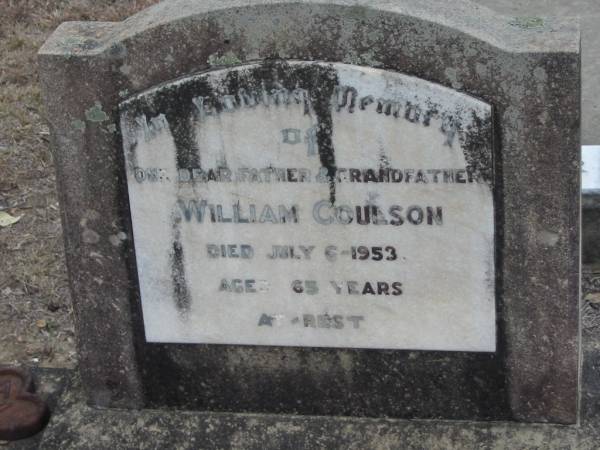 In Loving Memory
of
OUR DEAR FATHER & GRANDFATHER
WILLIAM COULSON
DIED JULY 6-1953.
AGED 65 YEARS
AT-REST